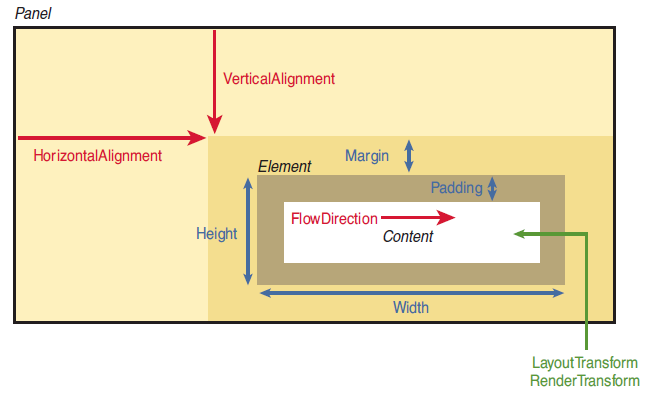 Panel
VerticalAlignment
HorizontalAlignment
Margin
Element
Padding
FlowDirection
Height
Content
Width
LayoutTransform
RenderTransform